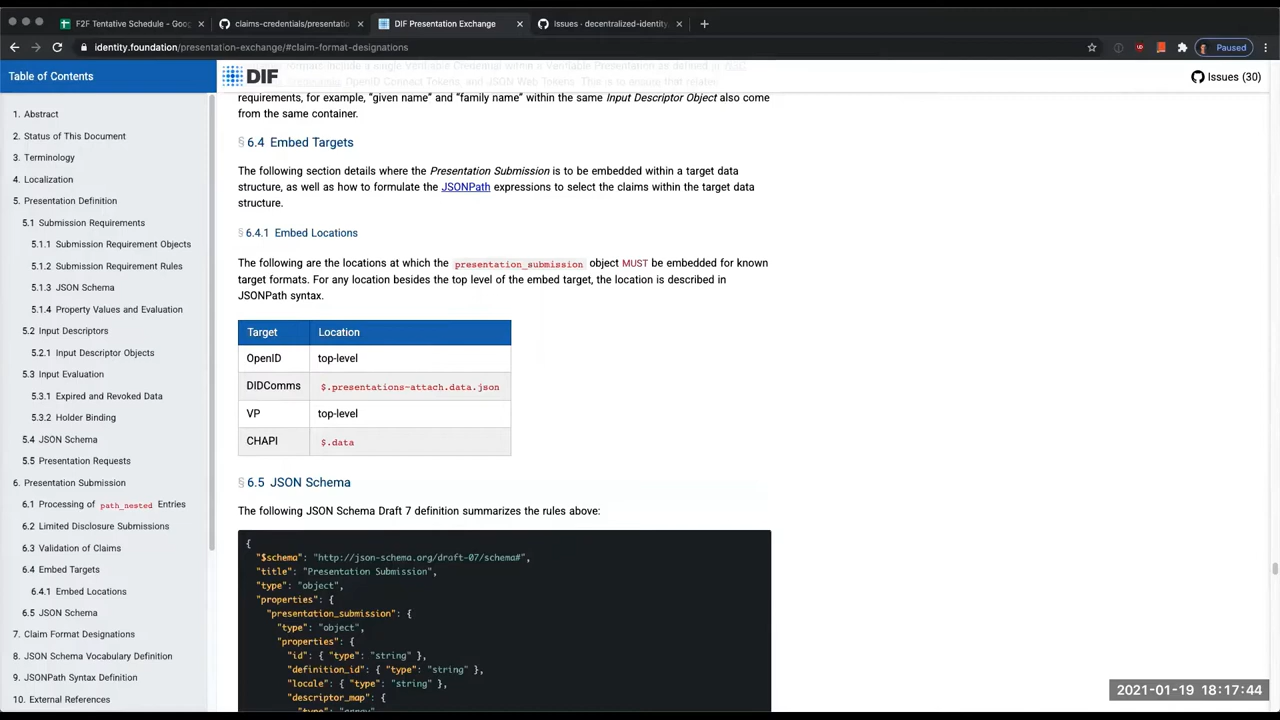 F2F Tentative Schedule - Goo
claims-credentials/presentation
DIF Presentation Exchange
Issues · decentralized-identity
identity.foundation/presentation-exchange/#claim-format-designations
Paused
Table of Contents
DIF
Issues (30)
1. Abstract
2. Status of This Document
3. Terminology
4. Localization
5. Presentation Definition
5.1 Submission Requirements
5.1.1 Submission Requirement Objects
5.1.2 Submission Requirement Rules
5.1.3 JSON Schema
5.1.4 Property Values and Evaluation
5.2 Input Descriptors
5.2.1 Input Descriptor Objects
5.3 Input Evaluation
5.3.1 Expired and Revoked Data
5.3.2 Holder Binding
5.4 JSON Schema
5.5 Presentation Requests
6. Presentation Submission
6.1 Processing of path_nested Entries
6.2 Limited Disclosure Submissions
6.3 Validation of Claims
6.4 Embed Targets
6.4.1 Embed Locations
6.5 JSON Schema
7. Claim Format Designations
8. JSON Schema Vocabulary Definition
9. JSONPath Syntax Definition
10. External References
OpenID Connect Tokens, and JSON Web Tokens. This is to ensure that related
requirements, for example, “given name” and “family name” within the same Input Descriptor Object also come
from the same container.
§ 6.4 Embed Targets
The following section details where the Presentation Submission is to be embedded within a target data
structure, as well as how to formulate the JSONPath expressions to select the claims within the target data
structure.
§ 6.4.1 Embed Locations
The following are the locations at which the presentation_submission object MUST be embedded for known
target formats. For any location besides the top level of the embed target, the location is described in
JSONPath syntax.
Target Location
OpenID top-level
DIDComms $.presentations~attach.data.json
VP top-level
CHAPI $.data
§ 6.5 JSON Schema
The following JSON Schema Draft 7 definition summarizes the rules above:
{
"$schema": "http://json-schema.org/draft-07/schema#",
"title": "Presentation Submission",
"type": "object",
"properties": {
"presentation_submission": {
"type": "object",
"properties": {
"id": { "type": "string" },
"definition_id": { "type": "string" },
"locale": { "type": "string" },
"descriptor_map": {
"type": "array",
2021-01-19 18:17:44